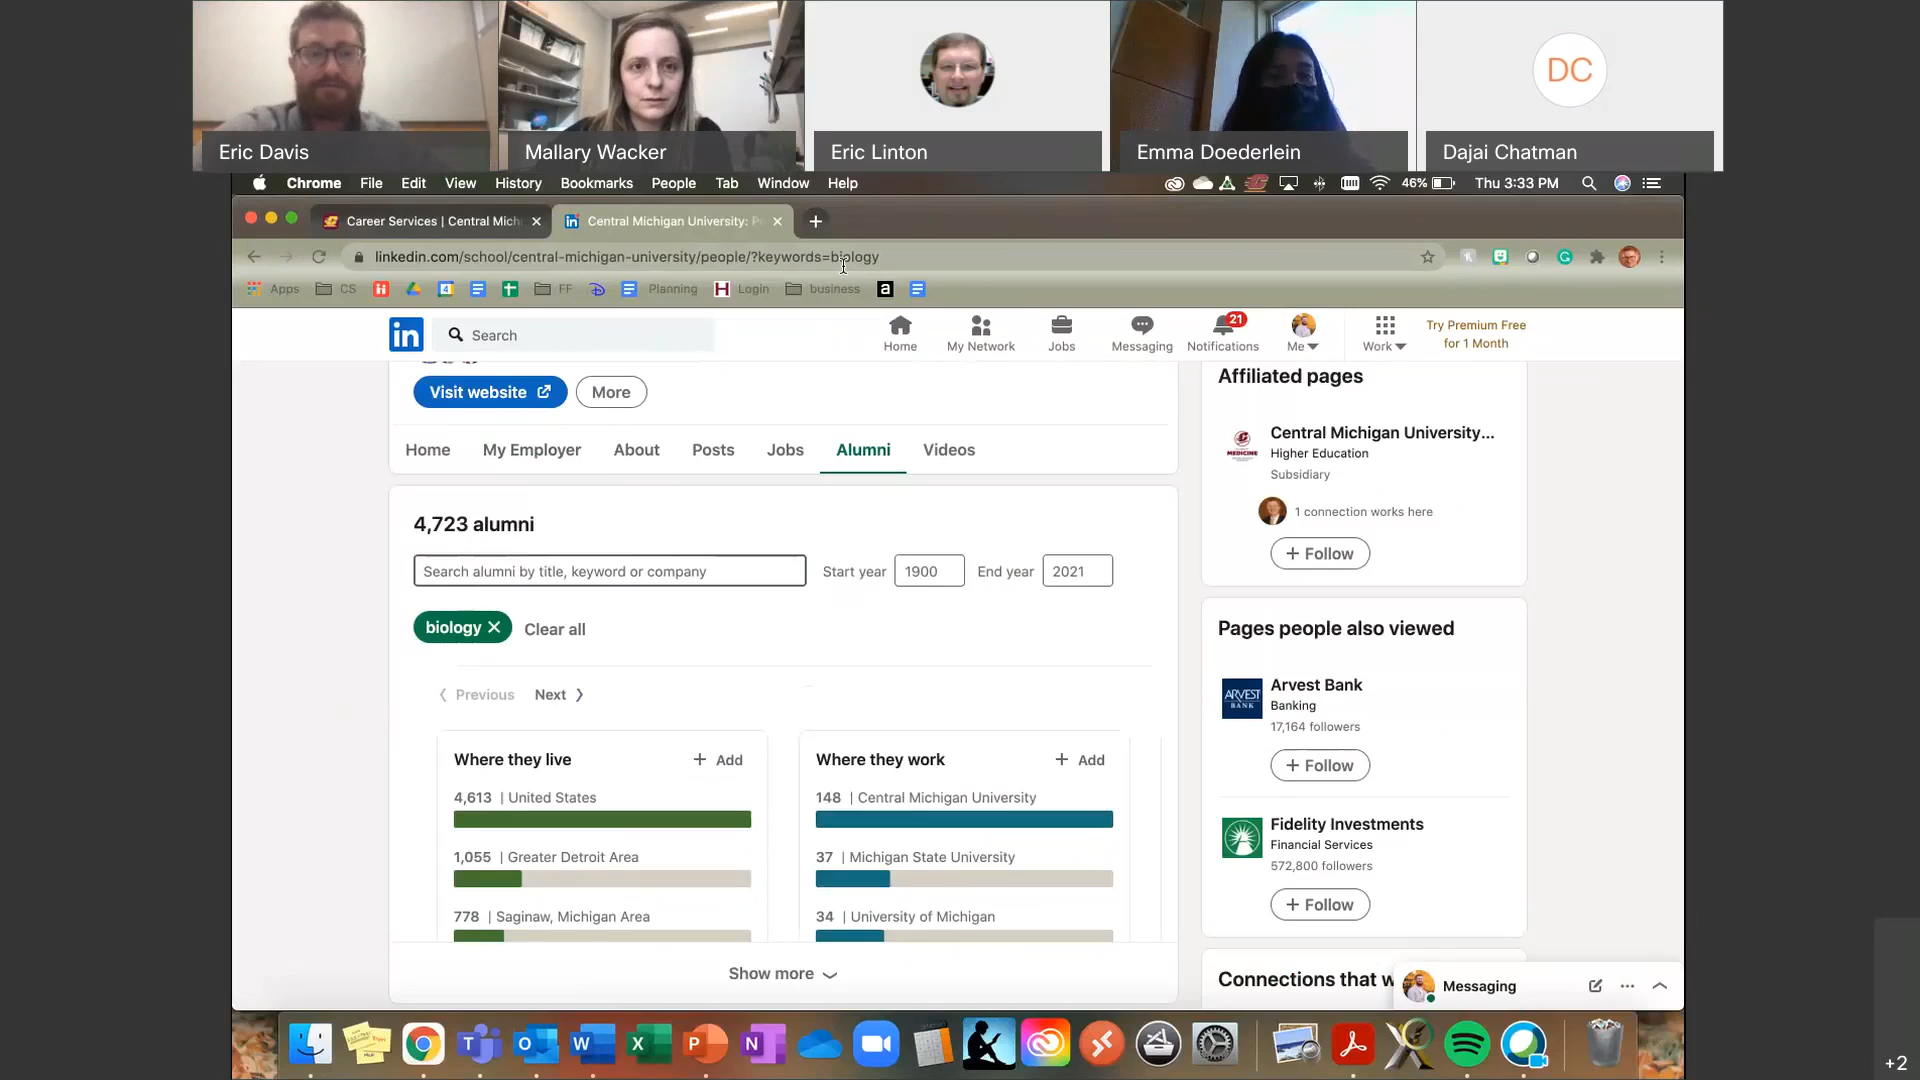 DC
Eric Davis
Mallary Wacker
Eric Linton
Emma Doederlein
Dajai Chatman
Chrome File Edit View History Bookmarks People Tab Window Help
46% Thu 3:33 PM
Career Services | Central Mich
Central Michigan University: P
linkedin.com/school/central-michigan-university/people/?keywords=biology
Apps CS FF Planning Login business
in
Search
Home
My Network
Jobs
Messaging
21
Notifications
Me
Work
Try Premium Free
for 1 Month
Visit website
More
Home My Employer About Posts Jobs Alumni Videos
4,723 alumni
Search alumni by title, keyword or company
Start year 1900 End year 2021
biology
Clear all
Previous Next
Where they live
+ Add
4,613 | United States
1,055 | Greater Detroit Area
778 | Saginaw, Michigan Area
Where they work
+ Add
148 | Central Michigan University
37 | Michigan State University
34 | University of Michigan
Show more
Affiliated pages
MEDICINE
Central Michigan University...
Higher Education
Subsidiary
1 connection works here
+ Follow
Pages people also viewed
ARVEST
BANK
Arvest Bank
Banking
17,164 followers
+ Follow
Fidelity Investments
Financial Services
572,800 followers
+ Follow
Connections that w
Messaging
+2